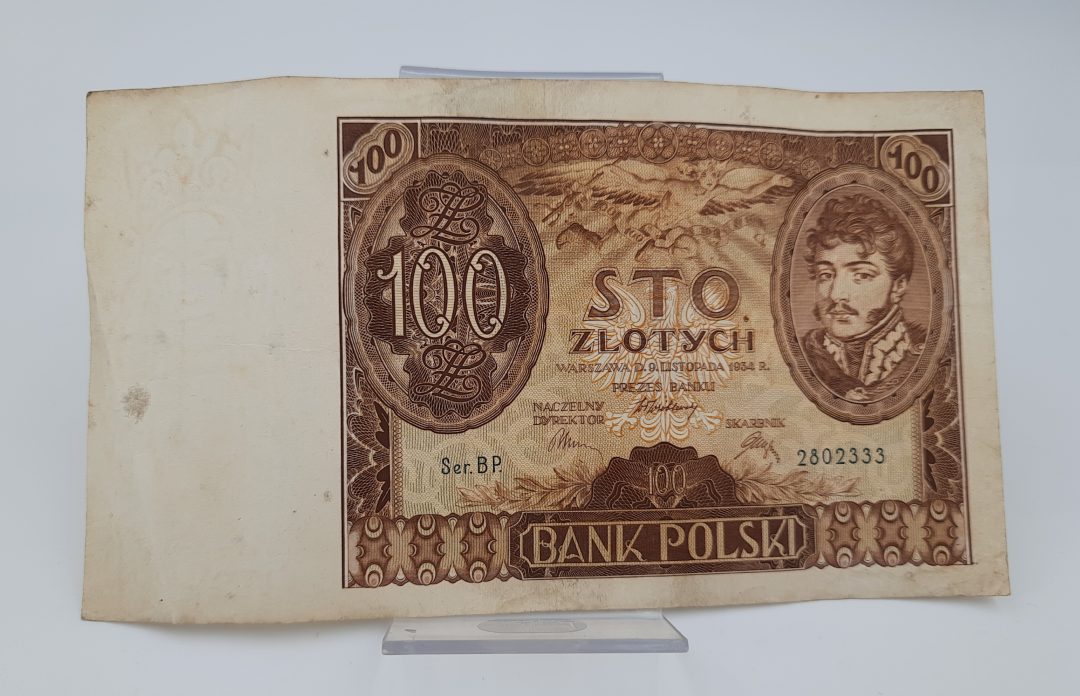 100
100
100
STO
ZŁOTYCH
WARSZAWA D. 9. LISTOPADA 1934 R.
PREZES BANKU
NACZELNY
DYREKTOR
SKARBNIK
Ser. BP.
2802333
100
BANK POLSKI